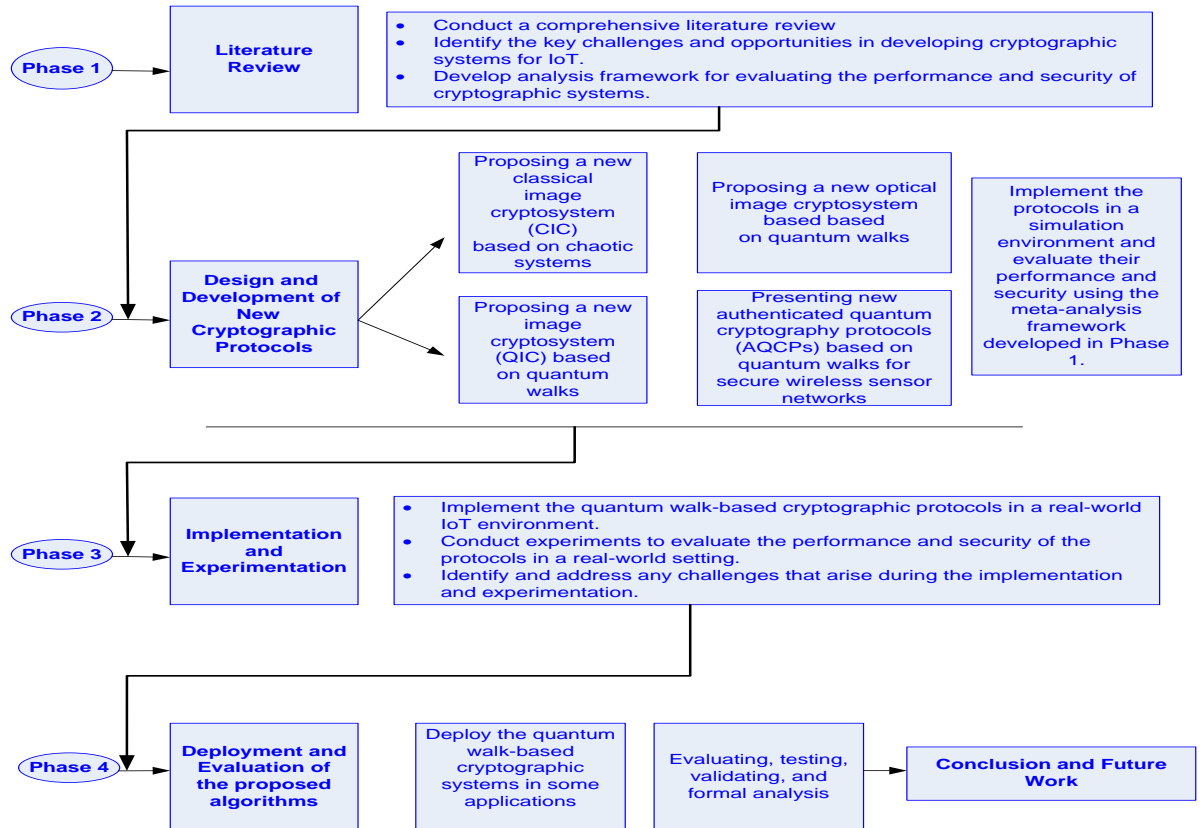 Phase 1
Literature
Review
• Conduct a comprehensive literature review
• Identify the key challenges and opportunities in developing cryptographic
systems for IoT.
• Develop analysis framework for evaluating the performance and security of
cryptographic systems.
Phase 2
Design and
Development of
New
Cryptographic
Protocols
Proposing a new
classical
image
cryptosystem
(CIC)
based on chaotic
systems
Proposing a new optical
image cryptosystem
based based
on quantum walks
Proposing a new
image
cryptosystem
(QIC) based
on quantum
walks
Presenting new
authenticated quantum
cryptography protocols
(AQCPs) based on
quantum walks for
secure wireless sensor
networks
Implement the
protocols in a
simulation
environment and
evaluate their
performance and
security using the
meta-analysis
framework
developed in Phase
1.
Phase 3
Implementation
and
Experimentation
• Implement the quantum walk-based cryptographic protocols in a real-world
IoT environment.
• Conduct experiments to evaluate the performance and security of the
protocols in a real-world setting.
• Identify and address any challenges that arise during the implementation
and experimentation.
Phase 4
Deployment and
Evaluation of
the proposed
algorithms
Deploy the quantum
walk-based
cryptographic
systems in some
applications
Evaluating, testing,
validating, and
formal analysis
Conclusion and Future
Work